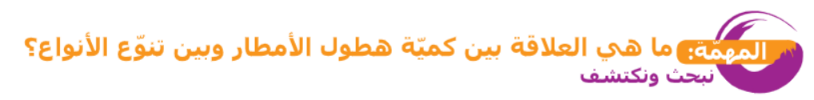 المهمّة: ما هي العلاقة بين كميّة هطول الأمطار وبين تنوّع الأنواع؟
نبحث ونكتشف